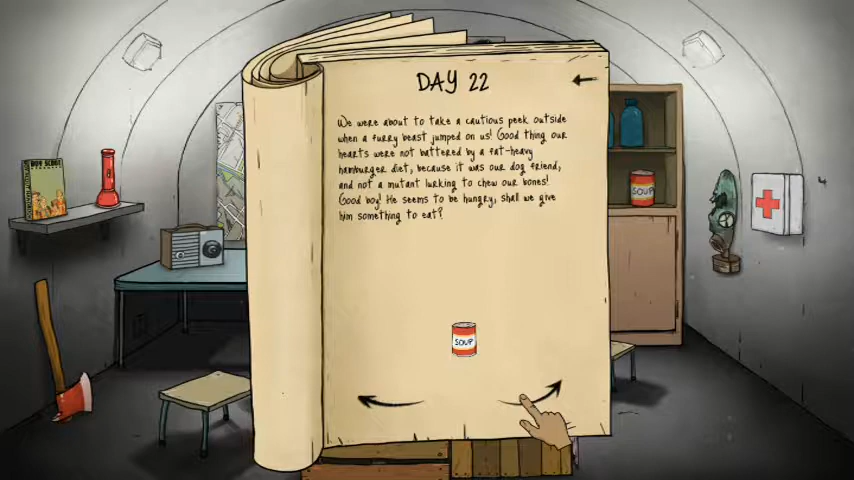 DAY 22
We were about to take a cautious peek outside
when a furry beast jumped on us! Good thing our
hearts were not battered by a fat-heavy
hamburger diet, because it was our dog friend,
and not a mutant lurking to chew our bones!
Good boy! He seems to be hungry, shall we give
him something to eat?
BOY SCOUT
SOUP
SOUP